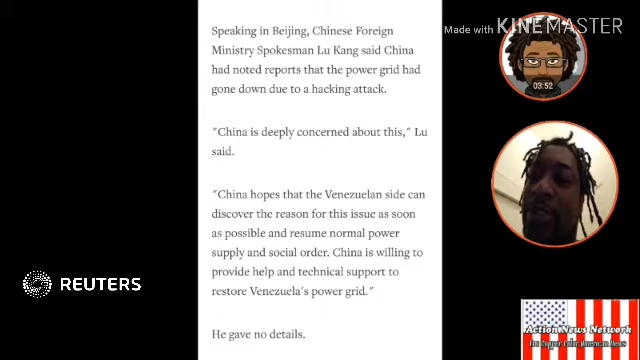 Speaking in Beijing, Chinese Foreign
Ministry Spokesman Lu Kang said China
had noted reports that the power grid had
gone down due to a hacking attack.
"China is deeply concerned about this," Lu
said.
"China hopes that the Venezuelan side can
discover the reason for this issue as soon
as possible and resume normal power
supply and social order. China is willing to
provide help and technical support to
restore Venezuela's power grid."
He gave no details.
REUTERS
Made with KINEMASTER
03:52
Action News Network